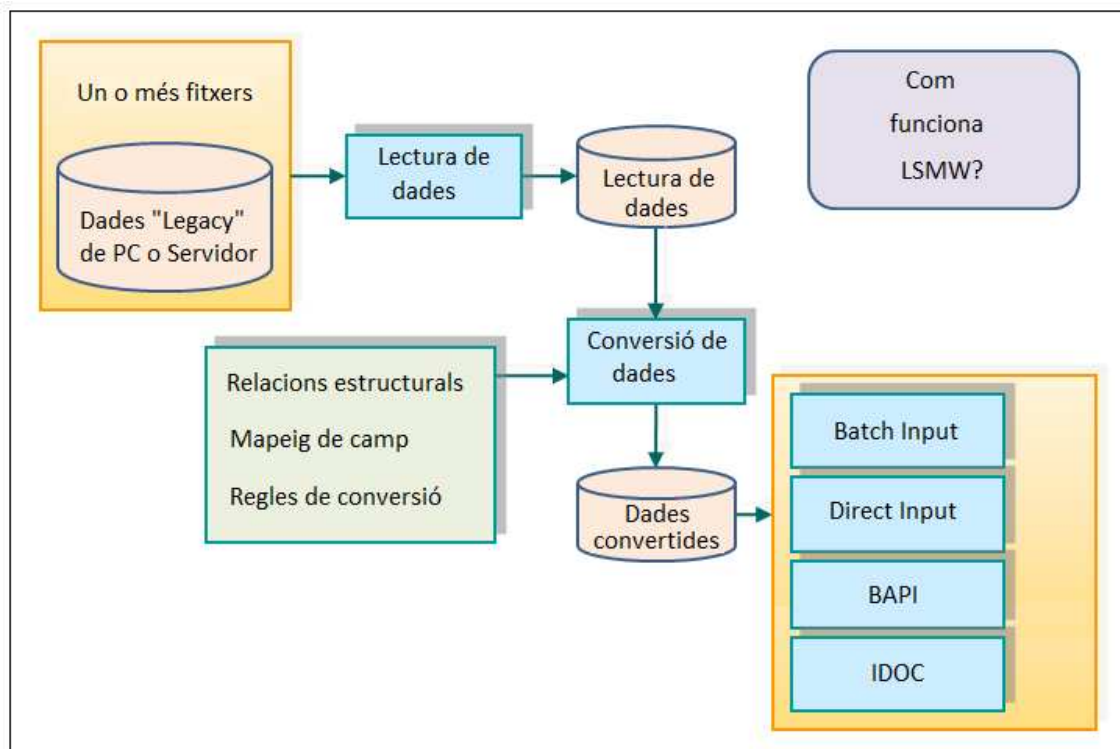 Un o més fitxers
Dades "Legacy"
de PC o Servidor
Lectura de
dades
Lectura de
dades
Com
funciona
LSMW?
Relacions estructurals
Mapeig de camp
Regles de conversió
Conversió de
dades
Dades
convertides
Batch Input
Direct Input
BAPI
IDOC